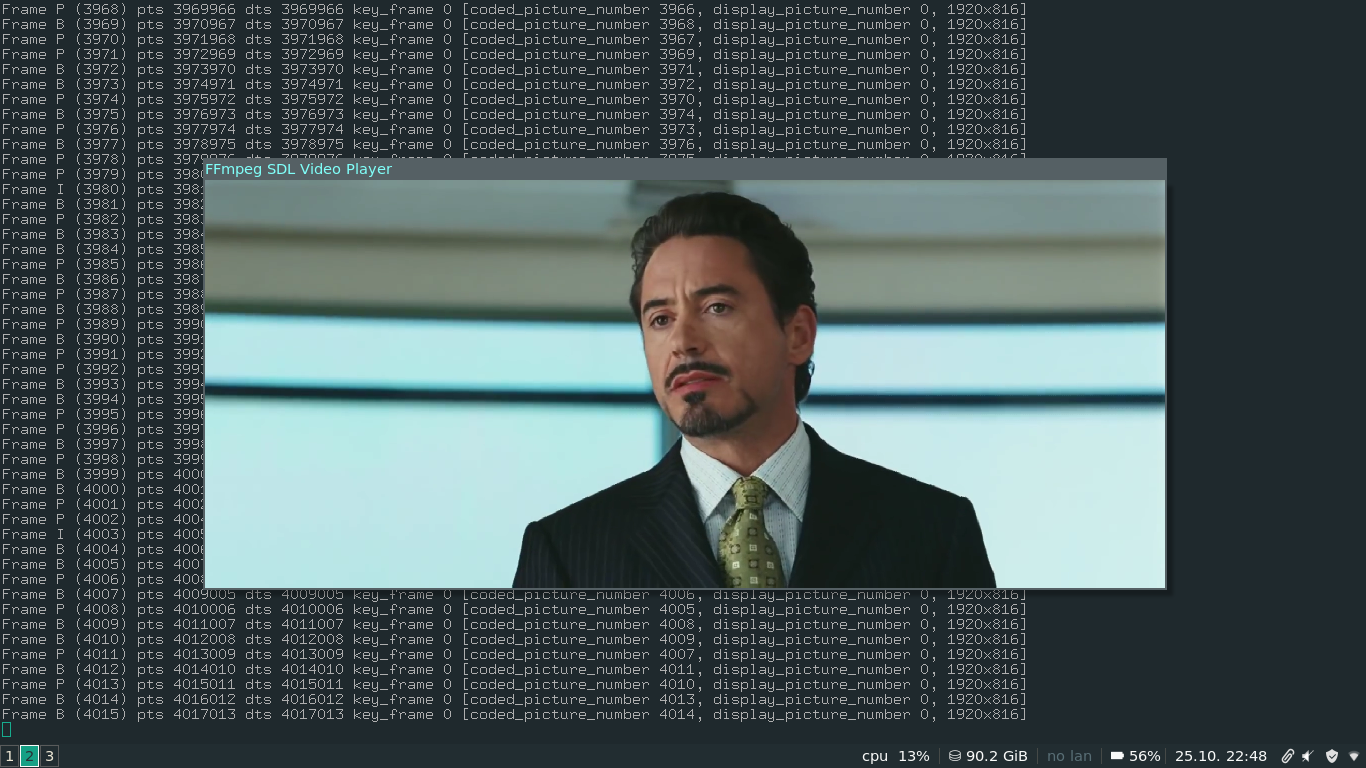 Frame P (3968) pts 3969966 dts 3969966 key_frame 0 [coded_picture_number 3966, display_picture_number 0, 1920x816]
Frame B (3969) pts 3970967 dts 3970967 key_frame 0 [coded_picture_number 3968, display_picture_number 0, 1920x816]
Frame P (3970) pts 3971968 dts 3971968 key_frame 0 [coded_picture_number 3967, display_picture_number 0, 1920x816]
Frame P (3971) pts 3972969 dts 3972969 key_frame 0 [coded_picture_number 3969, display_picture_number 0, 1920x816]
Frame B (3972) pts 3973970 dts 3973970 key_frame 0 [coded_picture_number 3971, display_picture_number 0, 1920x816]
Frame B (3973) pts 3974971 dts 3974971 key_frame 0 [coded_picture_number 3972, display_picture_number 0, 1920x816]
Frame P (3974) pts 3975972 dts 3975972 key_frame 0 [coded_picture_number 3970, display_picture_number 0, 1920x816]
Frame B (3975) pts 3976973 dts 3976973 key_frame 0 [coded_picture_number 3974, display_picture_number 0, 1920x816]
Frame P (3976) pts 3977974 dts 3977974 key_frame 0 [coded_picture_number 3973, display_picture_number 0, 1920x816]
Frame B (3977) pts 3978975 dts 3978975 key_frame 0 [coded_picture_number 3976, display_picture_number 0, 1920x816]
Frame P (3978) pts 3979976 dts 3979976 key_frame 0 [coded_picture_number 3975, display_picture_number 0, 1920x816]
FFmpeg SDL Video Player
Frame P (3979) pts
Frame I (3980) pts
Frame B (3981) pts
Frame P (3982) pts
Frame B (3983) pts
Frame B (3984) pts
Frame P (3985) pts
Frame B (3986) pts
Frame P (3987) pts
Frame B (3988) pts
Frame P (3989) pts
Frame B (3990) pts
Frame P (3991) pts
Frame P (3992) pts
Frame B (3993) pts
Frame B (3994) pts
Frame P (3995) pts
Frame P (3996) pts
Frame B (3997) pts
Frame P (3998) pts
Frame B (3999) pts
Frame B (4000) pts
Frame P (4001) pts
Frame P (4002) pts
Frame I (4003) pts
Frame B (4004) pts
Frame B (4005) pts
Frame P (4006) pts
Frame B (4007) pts 4009005 dts 4009005 key_frame 0 [coded_picture_number 4006, display_picture_number 0, 1920x816]
Frame P (4008) pts 4010006 dts 4010006 key_frame 0 [coded_picture_number 4005, display_picture_number 0, 1920x816]
Frame B (4009) pts 4011007 dts 4011007 key_frame 0 [coded_picture_number 4008, display_picture_number 0, 1920x816]
Frame B (4010) pts 4012008 dts 4012008 key_frame 0 [coded_picture_number 4009, display_picture_number 0, 1920x816]
Frame P (4011) pts 4013009 dts 4013009 key_frame 0 [coded_picture_number 4007, display_picture_number 0, 1920x816]
Frame B (4012) pts 4014010 dts 4014010 key_frame 0 [coded_picture_number 4011, display_picture_number 0, 1920x816]
Frame P (4013) pts 4015011 dts 4015011 key_frame 0 [coded_picture_number 4010, display_picture_number 0, 1920x816]
Frame B (4014) pts 4016012 dts 4016012 key_frame 0 [coded_picture_number 4013, display_picture_number 0, 1920x816]
Frame B (4015) pts 4017013 dts 4017013 key_frame 0 [coded_picture_number 4014, display_picture_number 0, 1920x816]
1 2 3 cpu 13% 90.2 GiB no lan 56% 25.10. 22:48